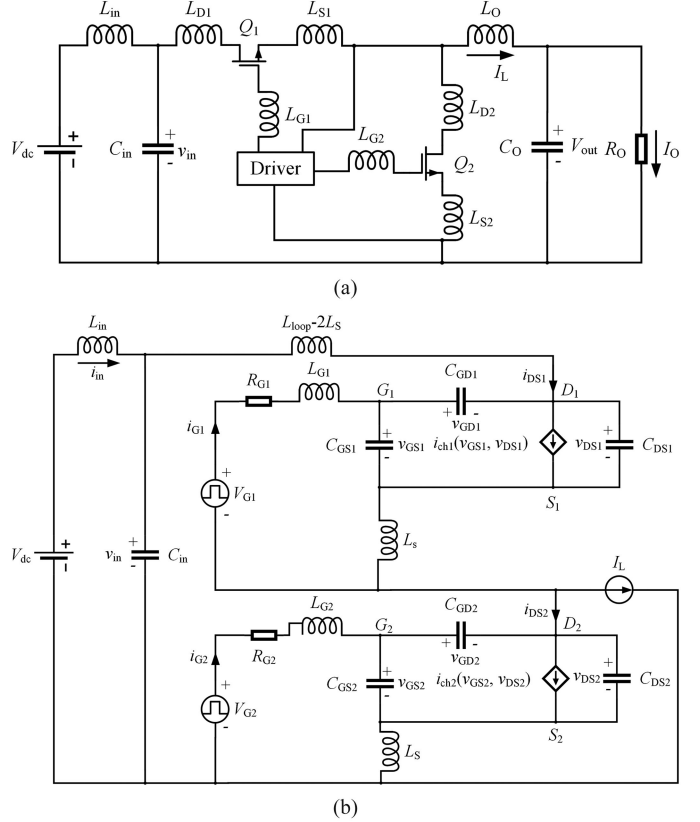 L_in L_D1 Q_1 L_S1 L_O
I_L
L_G1 L_D2
L_G2
V_dc + - C_in + v_in - Driver Q_2 C_O + V_out - R_O I_O
L_S2
(a)
L_in L_loop-2L_S
i_in
L_G1 C_GD1 i_DS1
R_G1 G_1 D_1
+ v_GD1 -
i_G1 C_GS1 + v_GS1 - i_ch1(v_GS1, v_DS1) + v_DS1 - C_DS1
+ V_G1 -
S_1
L_s
V_dc + - + v_in - C_in I_L
L_G2 C_GD2 i_DS2
R_G2 G_2 D_2
+ v_GD2 -
i_G2 C_GS2 + v_GS2 - i_ch2(v_GS2, v_DS2) + v_DS2 - C_DS2
+ V_G2 -
S_2
L_S
(b)